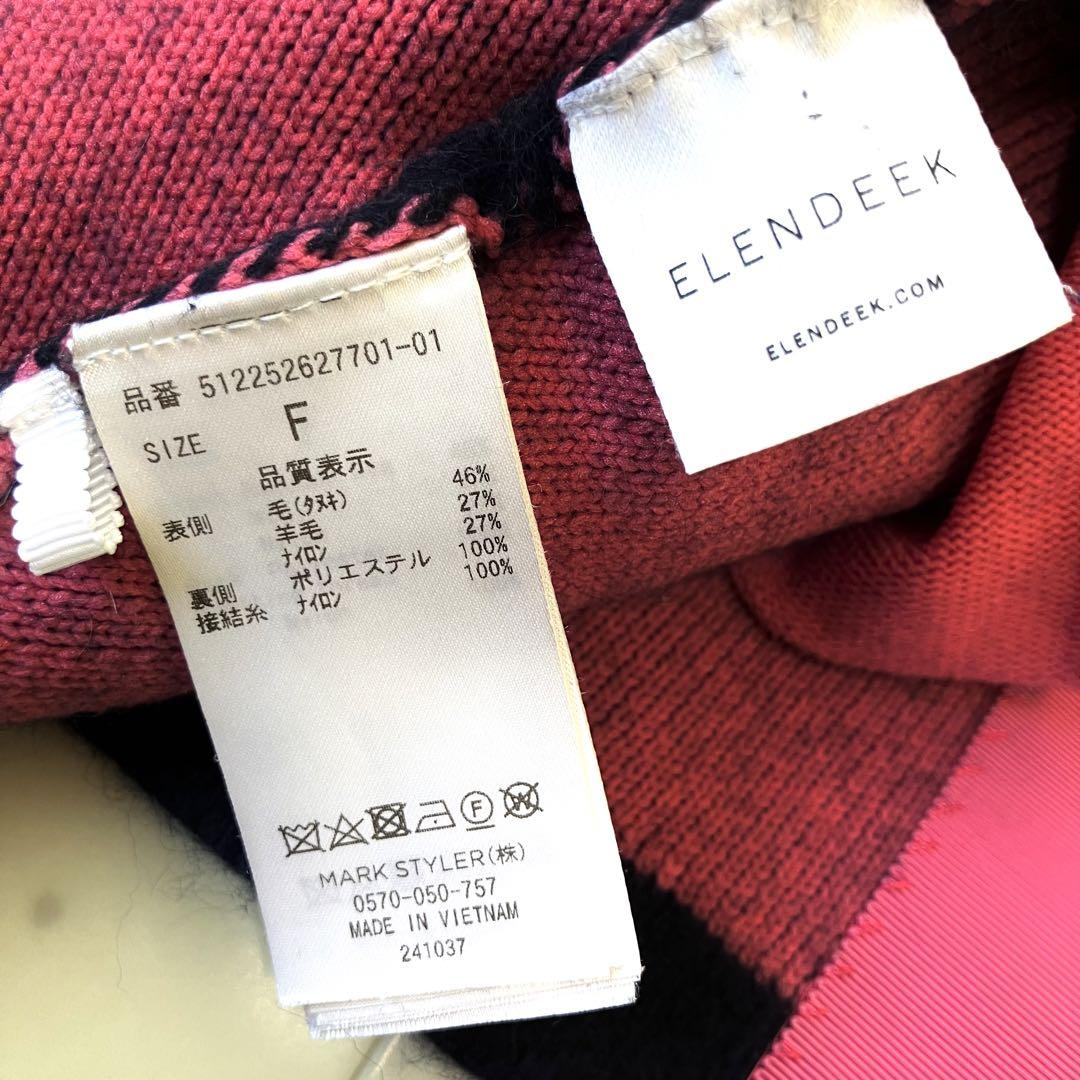 ELENDEEK
ELENDEEK.COM
品番 512252627701-01
SIZE F
品質表示
表側 毛(タヌキ) 46%
羊毛 27%
ナイロン 27%
裏側 ポリエステル 100%
接結糸 ナイロン 100%
F W
MARK STYLER(株)
0570-050-757
MADE IN VIETNAM
241037